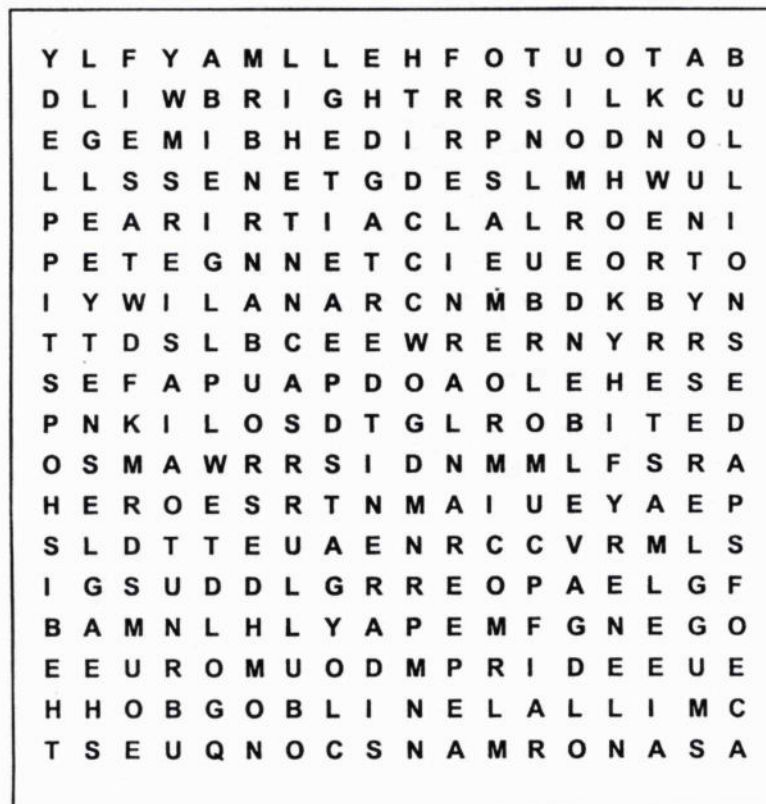 Y L F Y A M L L E H F O T U O T A B
D L I W B R I G H T R R S I L K C U
E G E M I B H E D I R P N O D N O L
L L S S E N E T G D E S L M H W U L
P E A R I R T I A C L A L R O E N I
P E T E G N N E T C I E U E O R T O
I Y W I L A N A R C N M B D K B Y N
T T D S L B C E E W R E R N Y R R S
S E F A P U A P D O A O L E H E S E
P N K I L O S D T G L R O B I T E D
O S M A W R R S I D N M M L F S R A
H E R O E S R T N M A I U E Y A E P
S L D T T E U A E N R C C V R M L S
I G S U D D L G R R E O P A E L G F
B A M N L H L Y A P E M F G N E G O
E E U R O M U O D M P R I D E E U E
H H O B G O B L I N E L A L L I M C
T S E U Q N O C S N A M R O N A S A